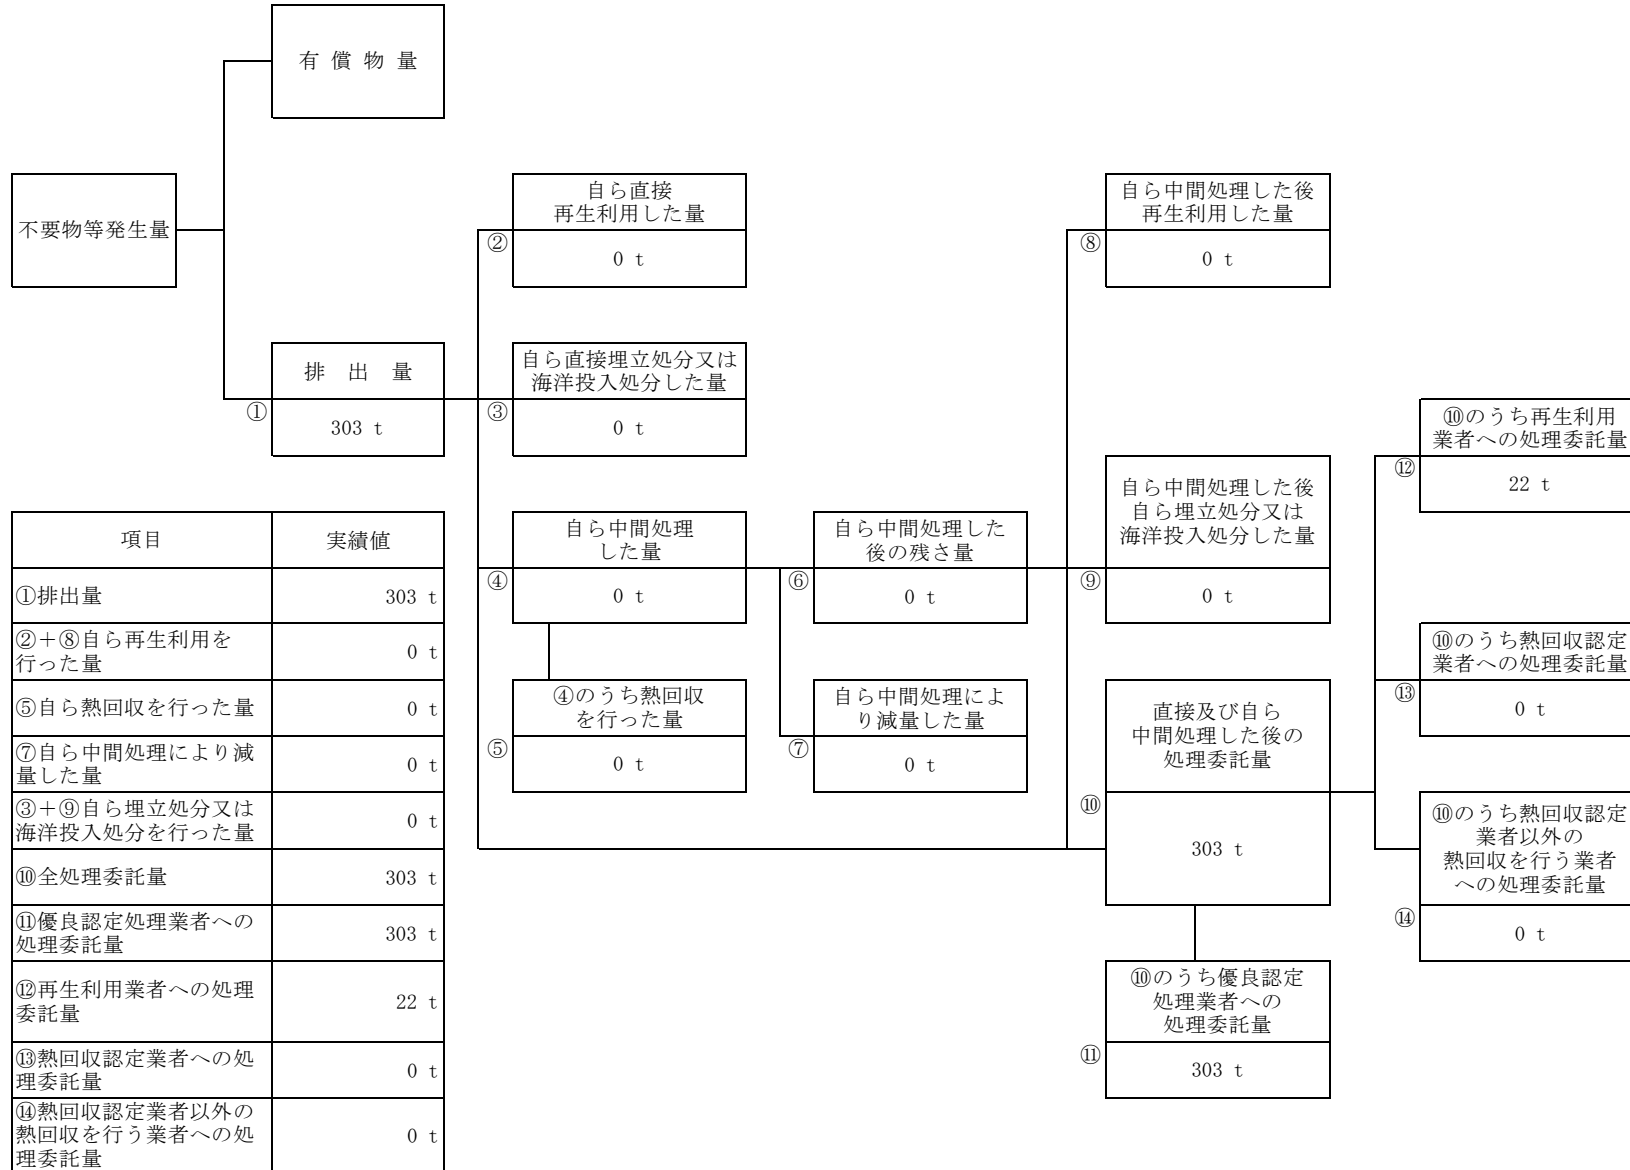 有 償 物 量
不要物等発生量
自ら直接
再生利用した量
②
0 t
自ら中間処理した後
再生利用した量
⑧
0 t
排 出 量
①
303 t
自ら直接埋立処分又は
海洋投入処分した量
③
0 t
⑩のうち再生利用
業者への処理委託量
⑫
22 t
自ら中間処理
した量
④
0 t
自ら中間処理した
後の残さ量
⑥
0 t
自ら中間処理した後
自ら埋立処分又は
海洋投入処分した量
⑨
0 t
⑩のうち熱回収認定
業者への処理委託量
⑬
0 t
④のうち熱回収
を行った量
⑤
0 t
自ら中間処理によ
り減量した量
⑦
0 t
直接及び自ら
中間処理した後の
処理委託量
⑩
303 t
⑩のうち熱回収認定
業者以外の
熱回収を行う業者
への処理委託量
⑭
0 t
⑩のうち優良認定
処理業者への
処理委託量
⑪
303 t
項目 実績値
①排出量 303 t
②＋⑧自ら再生利用を
行った量 0 t
⑤自ら熱回収を行った量 0 t
⑦自ら中間処理により減
量した量 0 t
③＋⑨自ら埋立処分又は
海洋投入処分を行った量 0 t
⑩全処理委託量 303 t
⑪優良認定処理業者への
処理委託量 303 t
⑫再生利用業者への処理
委託量 22 t
⑬熱回収認定業者への処
理委託量 0 t
⑭熱回収認定業者以外の
熱回収を行う業者への処
理委託量 0 t